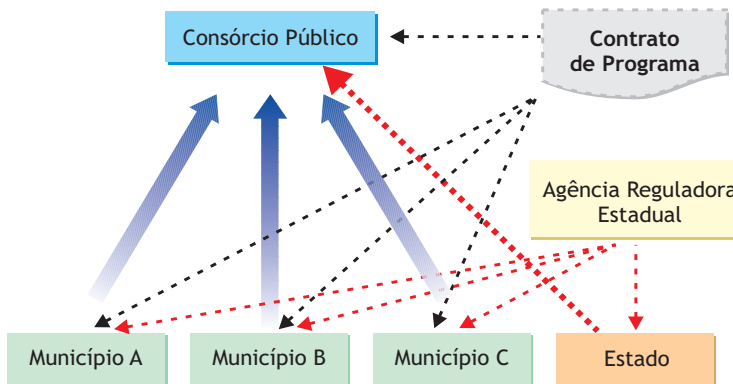 Consórcio Público
Contrato
de Programa
Agência Reguladora
Estadual
Município A
Município B
Município C
Estado